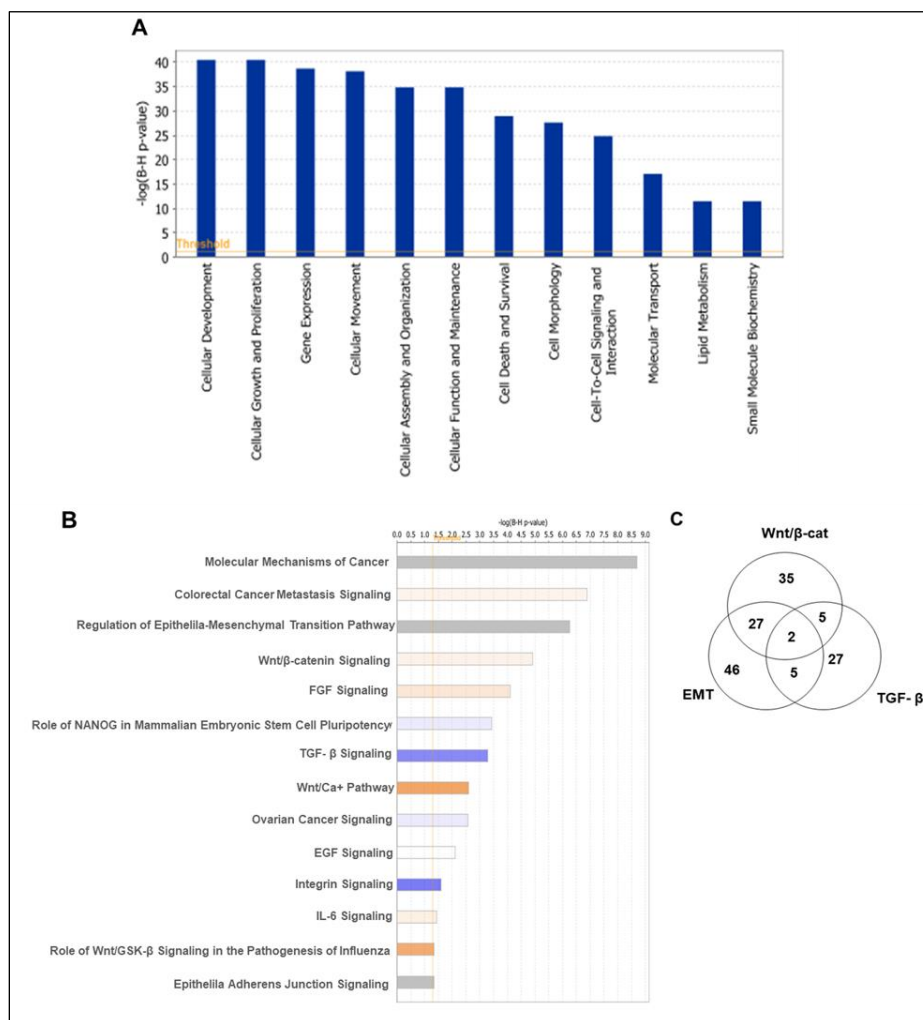 A
-log(B-H p-value)
40
35
30
25
20
15
10
5
0
Threshold
Cellular Development
Cellular Growth and Proliferation
Gene Expression
Cellular Movement
Cellular Assembly and Organization
Cellular Function and Maintenance
Cell Death and Survival
Cell Morphology
Cell-To-Cell Signaling and
Interaction
Molecular Transport
Lipid Metabolism
Small Molecule Biochemistry
B
-log(B-H p-value)
0.0 0.5 1.0 1.5 2.0 2.5 3.0 3.5 4.0 4.5 5.0 5.5 6.0 6.5 7.0 7.5 8.0 8.5 9.0
Molecular Mechanisms of Cancer
Colorectal Cancer Metastasis Signaling
Regulation of Epithelila-Mesenchymal Transition Pathway
Wnt/β-catenin Signaling
FGF Signaling
Role of NANOG in Mammalian Embryonic Stem Cell Pluripotency
TGF- β Signaling
Wnt/Ca+ Pathway
Ovarian Cancer Signaling
EGF Signaling
Integrin Signaling
IL-6 Signaling
Role of Wnt/GSK-β Signaling in the Pathogenesis of Influenza
Epithelila Adherens Junction Signaling
C
Wnt/β-cat
35
27
5
2
46
5
27
EMT
TGF- β